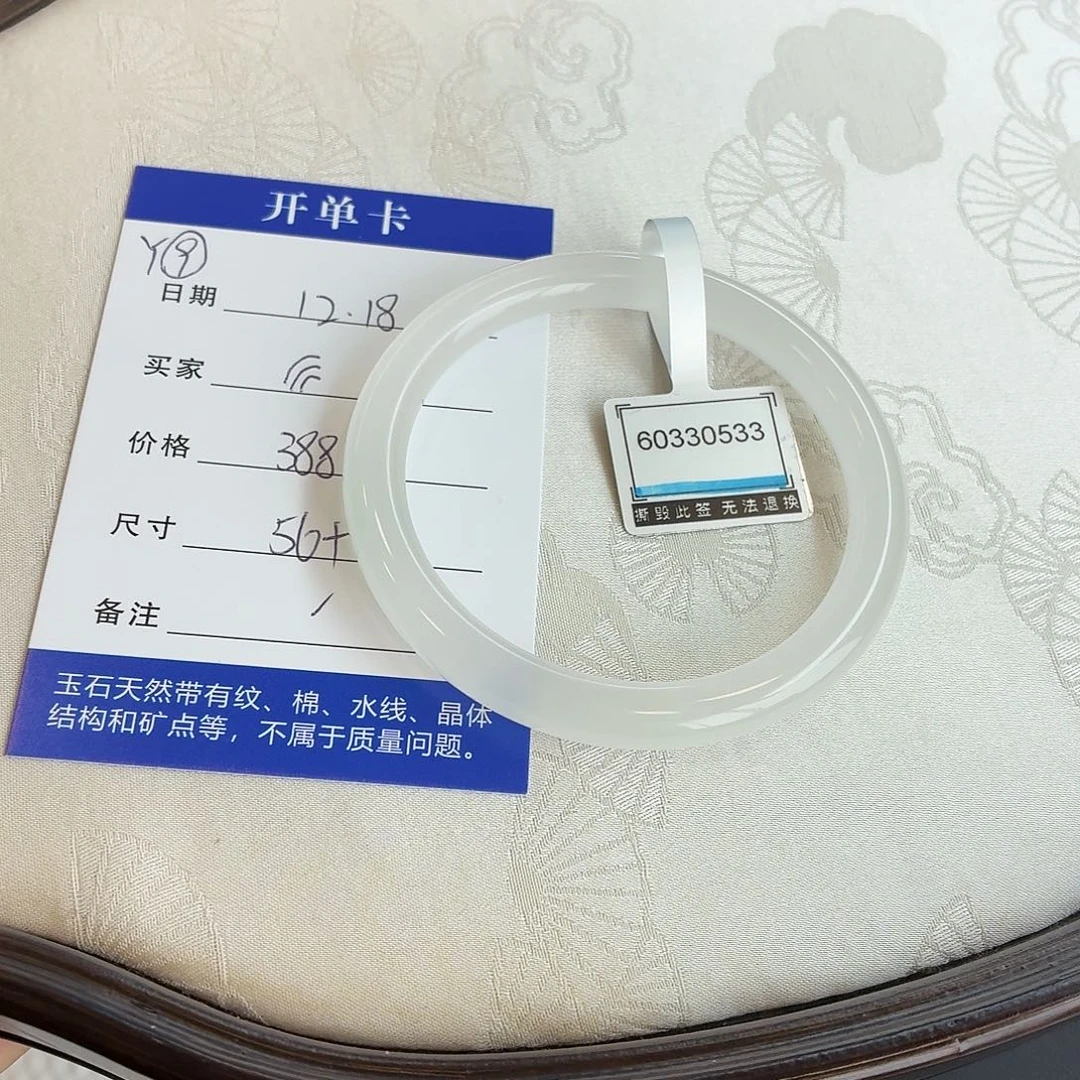 开单卡
Y⑨
日期 12.18
买家
价格 388
尺寸 56+
备注 /
玉石天然带有纹、棉、水线、晶体
结构和矿点等，不属于质量问题。
60330533
撕毁此签 无法退换